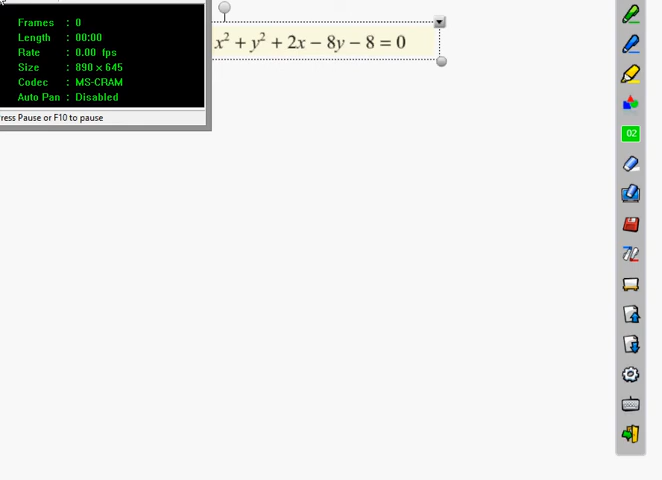 Frames : 0
Length : 00:00
Rate : 0.00 fps
Size : 890 x 645
Codec : MS-CRAM
Auto Pan : Disabled
ress Pause or F10 to pause
x² + y² + 2x − 8y − 8 = 0
02